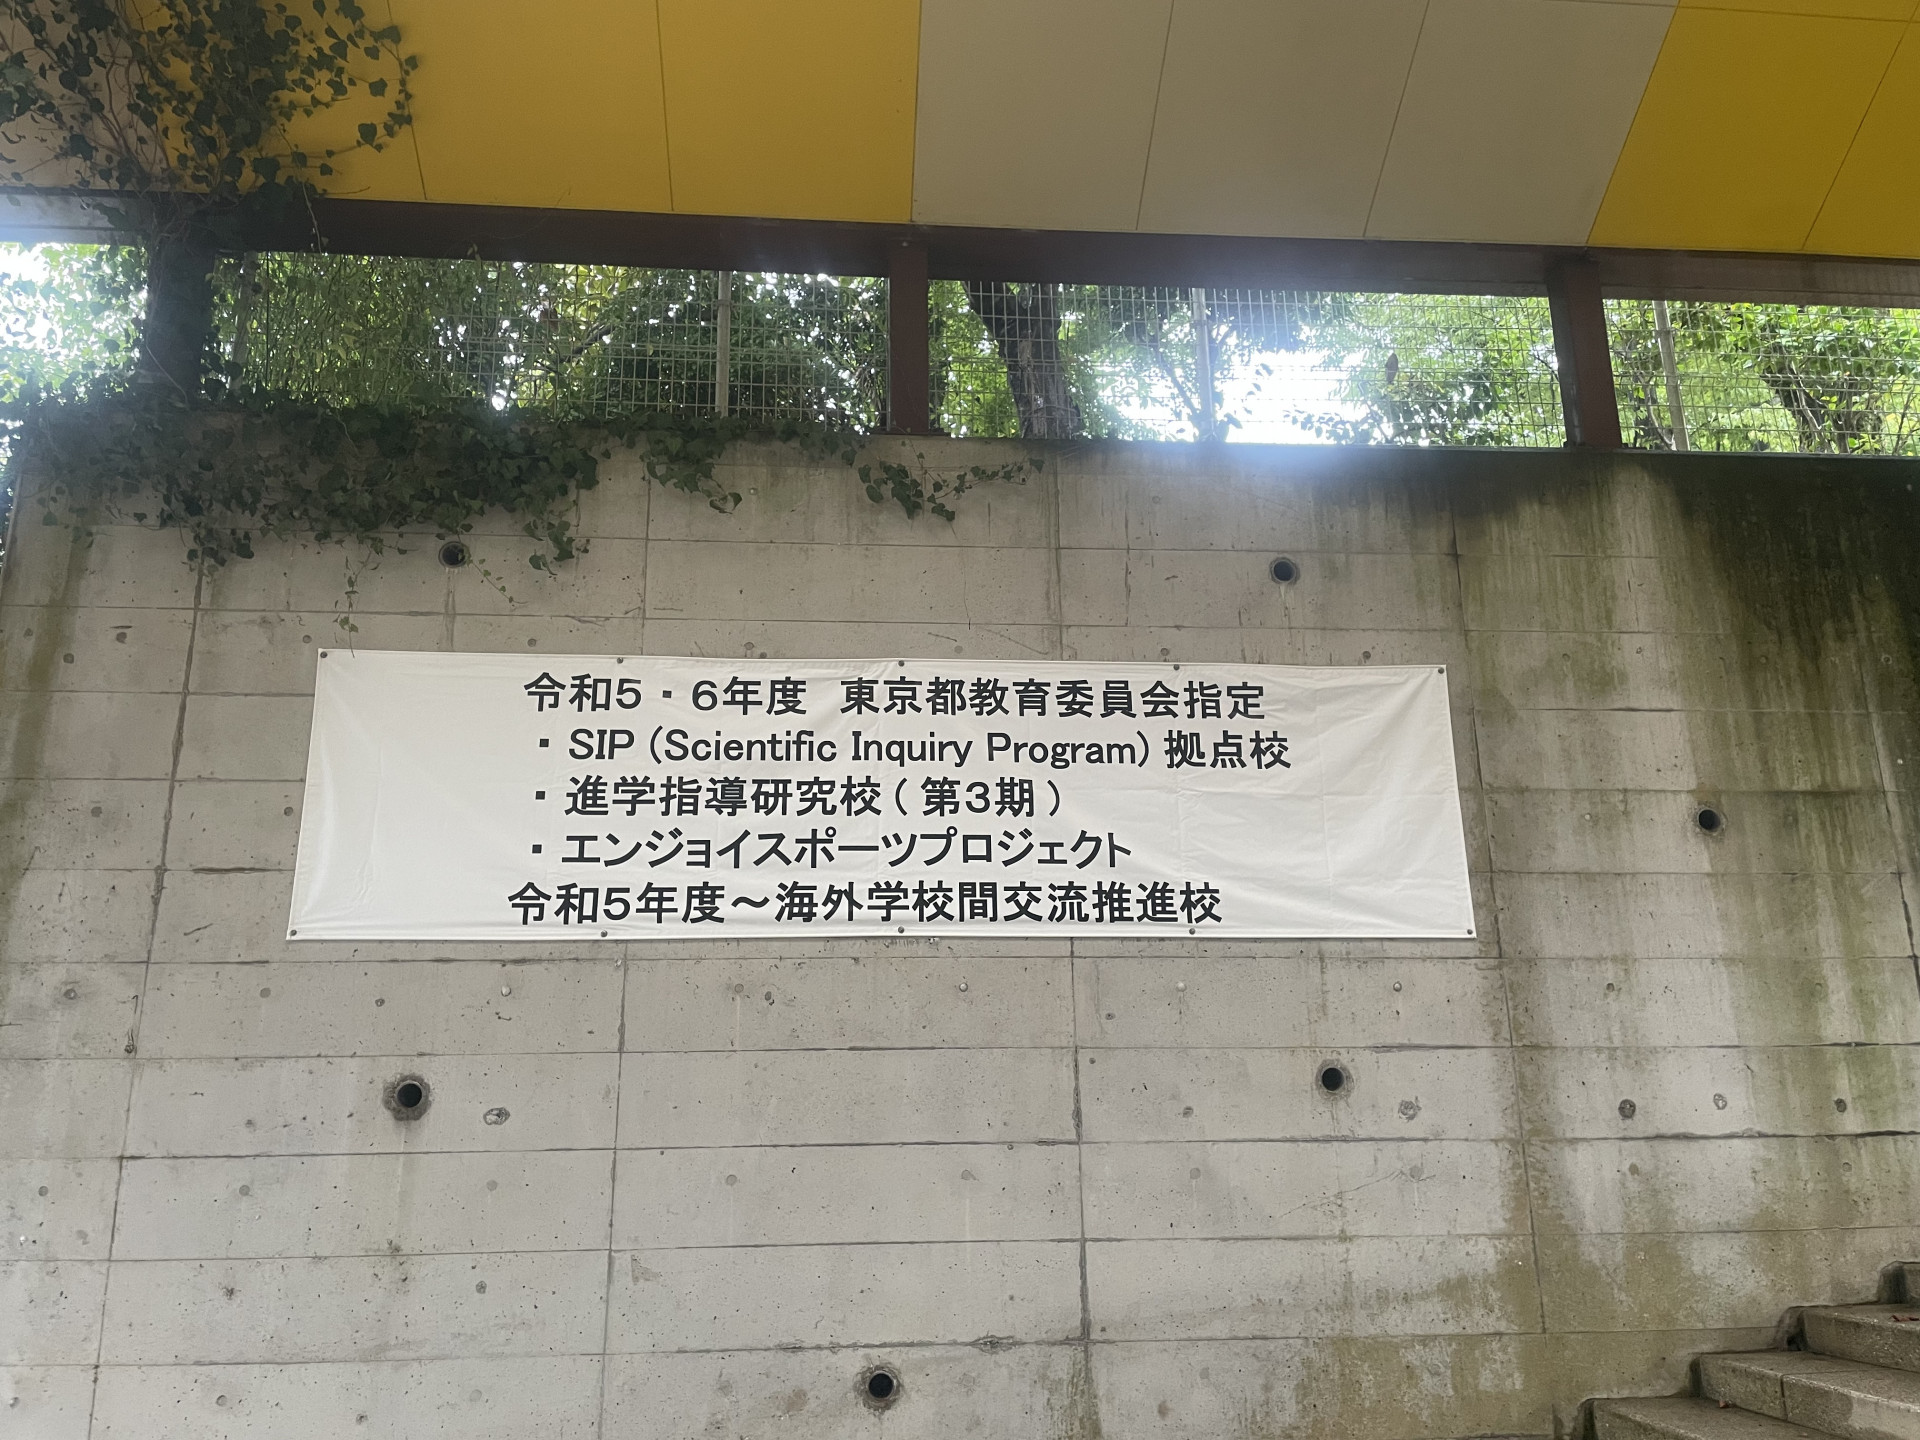 令和5・6年度　東京都教育委員会指定
・SIP (Scientific Inquiry Program) 拠点校
・進学指導研究校（第3期）
・エンジョイスポーツプロジェクト
令和5年度～海外学校間交流推進校